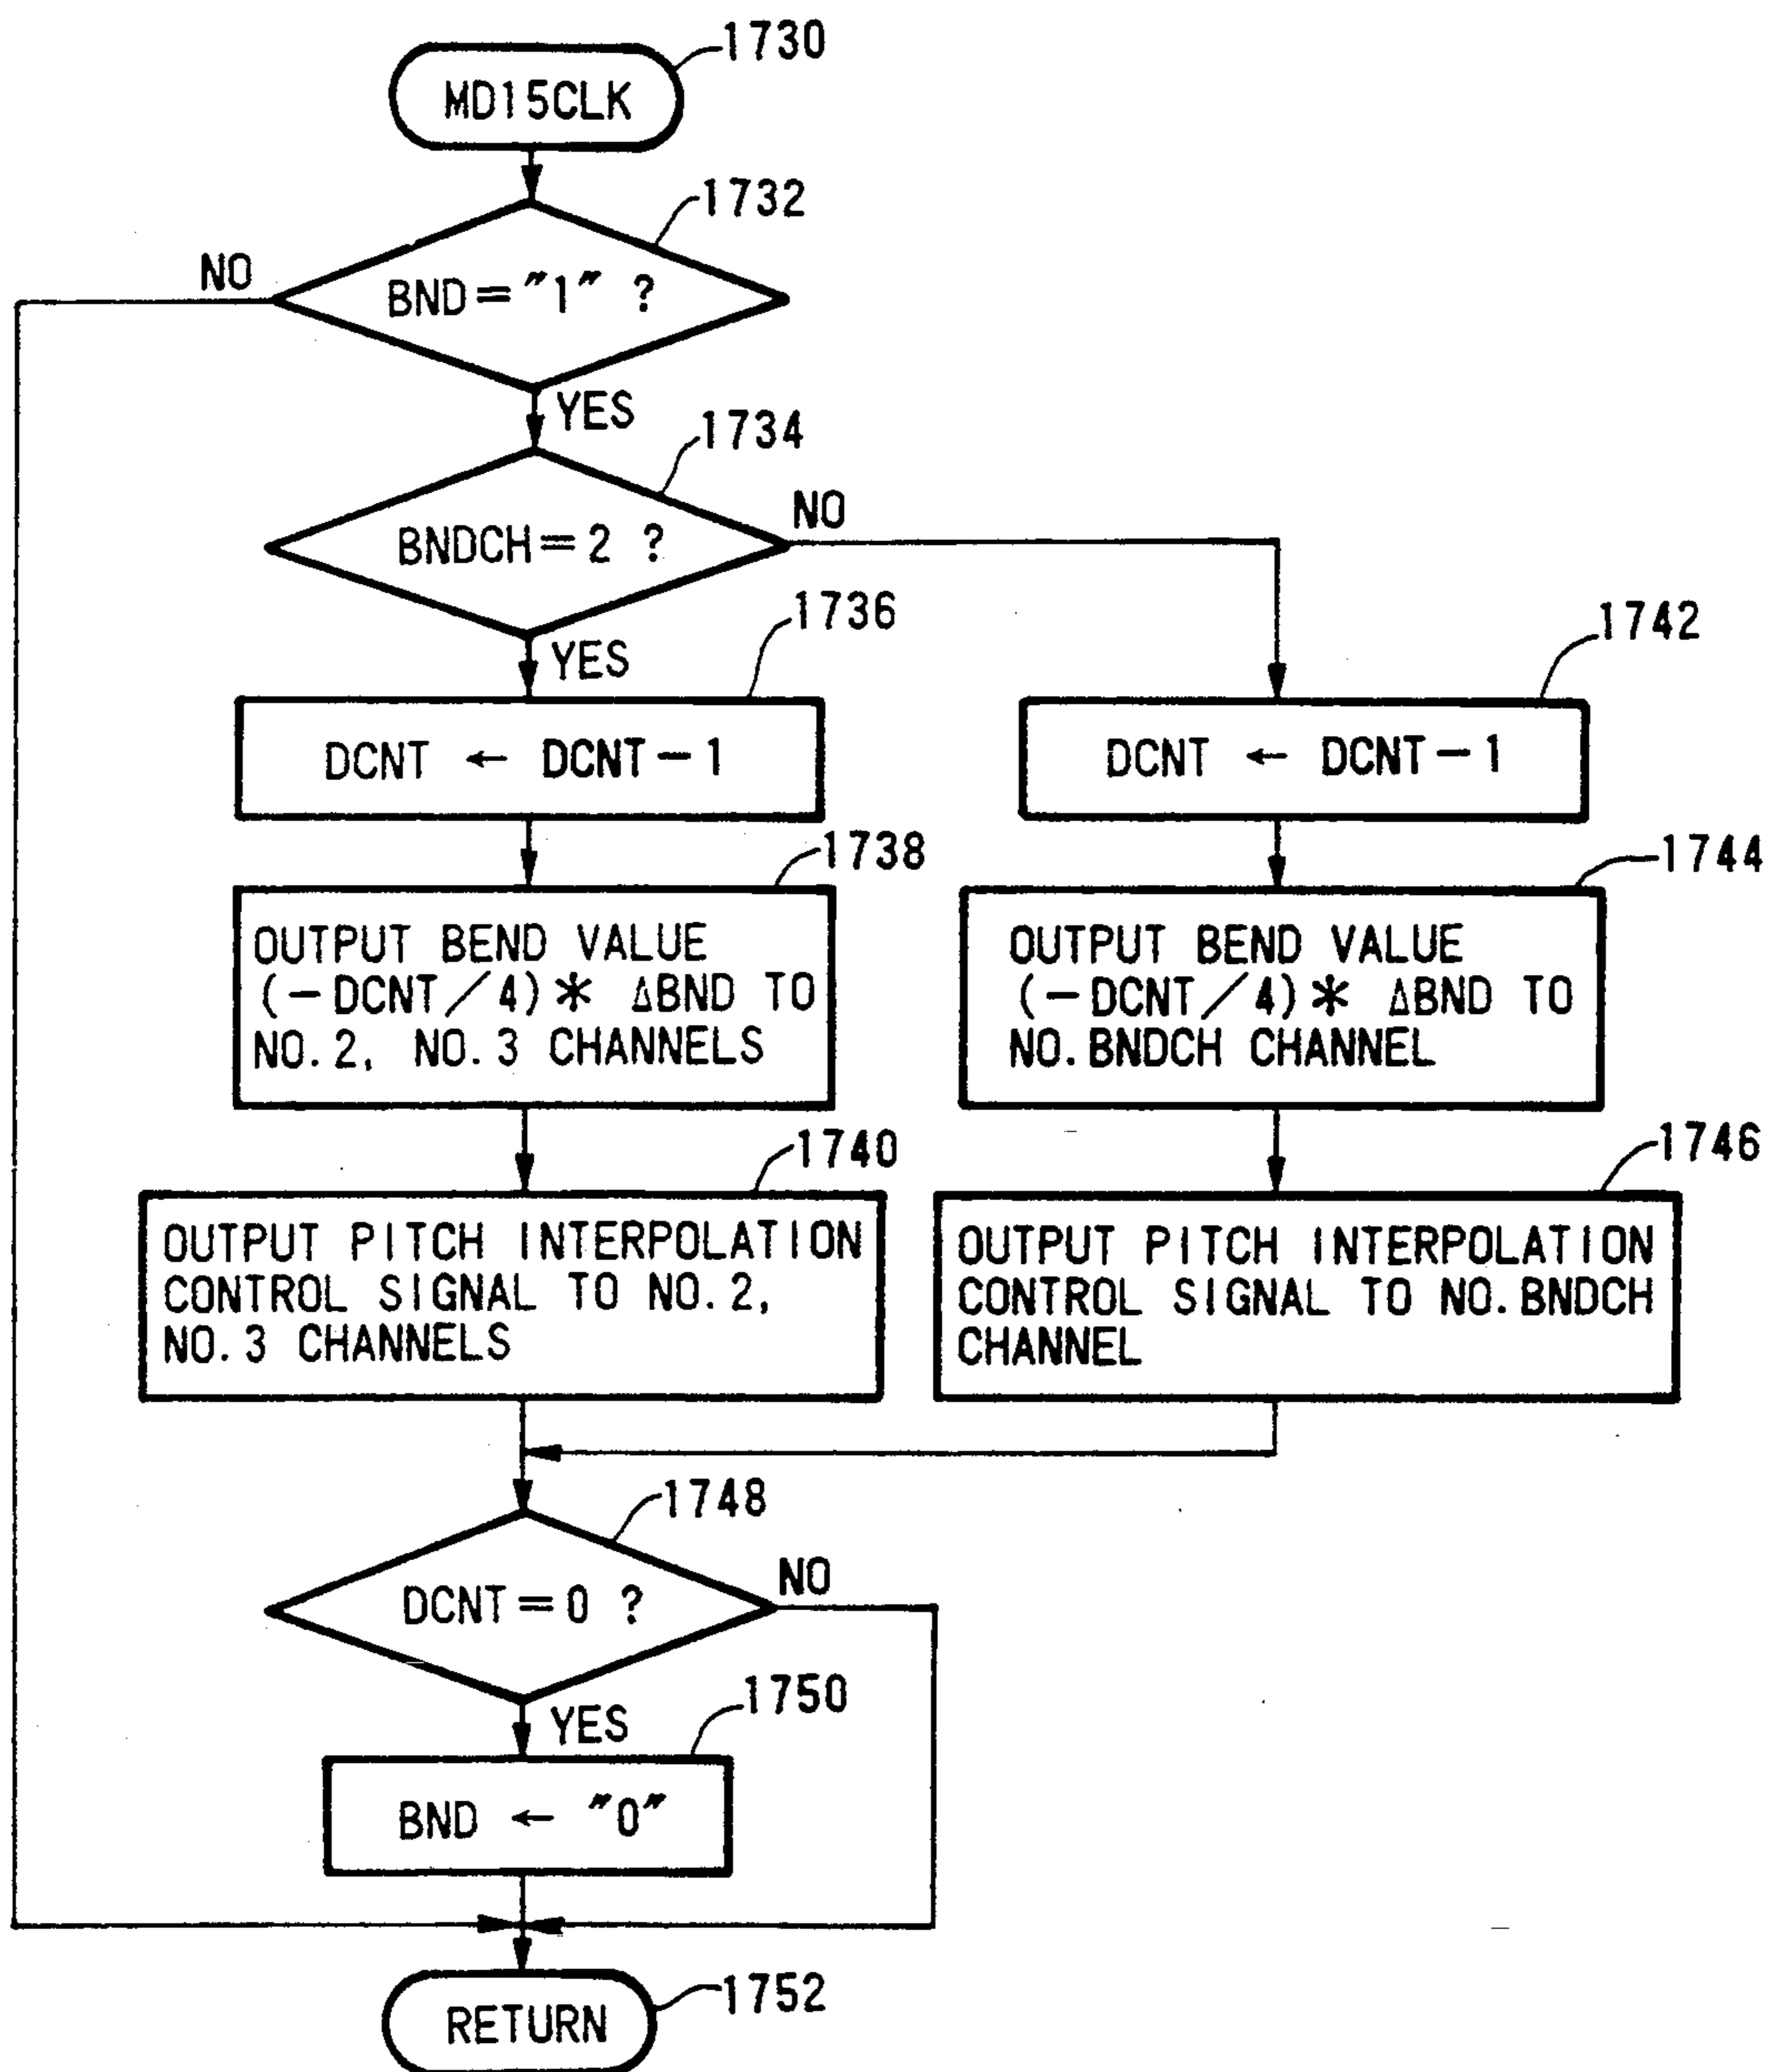 1730
MD15CLK
1732
NO
BND="1" ?
YES
1734
NO
BNDCH=2 ?
1736
YES
1742
DCNT ← DCNT-1
DCNT ← DCNT-1
1738
1744
OUTPUT BEND VALUE
(-DCNT/4)* ΔBND TO
NO.2, NO.3 CHANNELS
OUTPUT BEND VALUE
(-DCNT/4)* ΔBND TO
NO.BNDCH CHANNEL
1740
1746
OUTPUT PITCH INTERPOLATION
CONTROL SIGNAL TO NO.2,
NO.3 CHANNELS
OUTPUT PITCH INTERPOLATION
CONTROL SIGNAL TO NO.BNDCH
CHANNEL
1748
NO
DCNT=0 ?
1750
YES
BND ← "0"
1752
RETURN